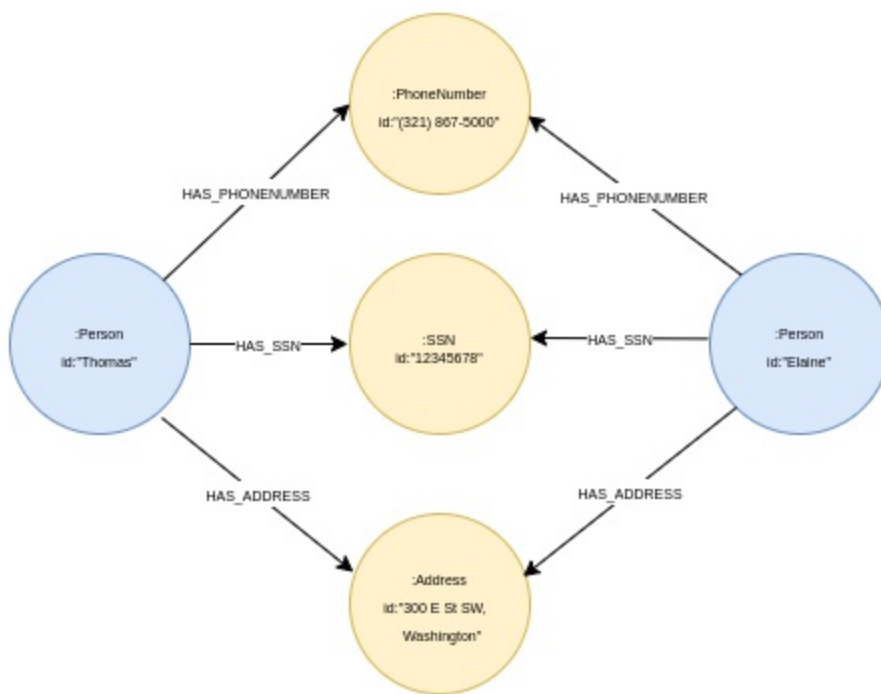 :PhoneNumber
id:"(321) 867-5000"
HAS_PHONENUMBER
HAS_PHONENUMBER
:Person
id:"Thomas"
HAS_SSN
:SSN
id:"12345678"
HAS_SSN
:Person
id:"Elaine"
HAS_ADDRESS
HAS_ADDRESS
:Address
id:"300 E St SW,
Washington"